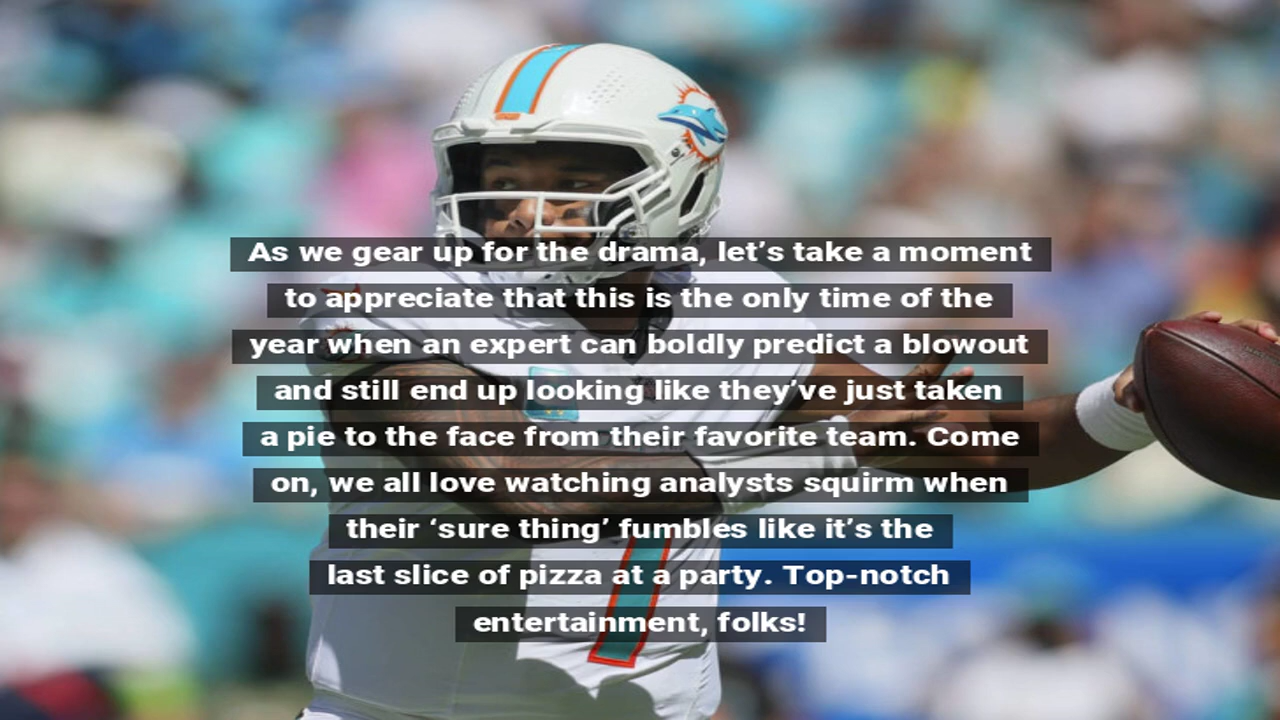 As we gear up for the drama, let’s take a moment
to appreciate that this is the only time of the
year when an expert can boldly predict a blowout
and still end up looking like they’ve just taken
a pie to the face from their favorite team. Come
on, we all love watching analysts squirm when
their ‘sure thing’ fumbles like it’s the
last slice of pizza at a party. Top-notch
entertainment, folks!